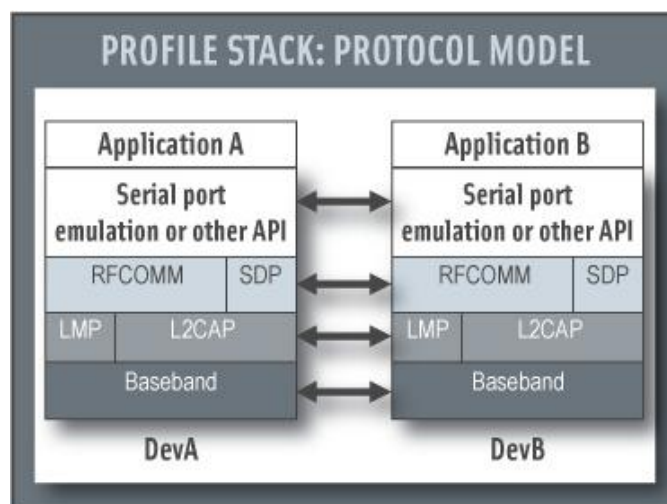 PROFILE STACK: PROTOCOL MODEL
Application A
Serial port
emulation or other API
RFCOMM SDP
LMP L2CAP
Baseband
DevA
Application B
Serial port
emulation or other API
RFCOMM SDP
LMP L2CAP
Baseband
DevB